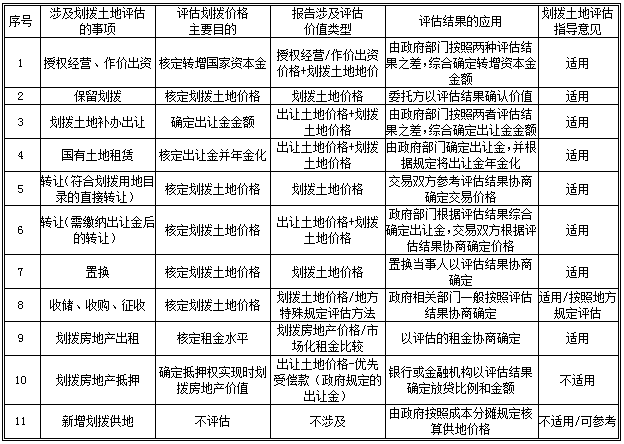 序号 涉及划拨土地评估的事项 评估划拨价格主要目的 报告涉及评估价值类型 评估结果的应用 划拨土地评估指导意见
1 授权经营、作价出资 核定转增国家资本金 授权经营/作价出资价格+划拨土地地价 由政府部门按照两种评估结果之差,综合确定转增资本金金额 适用
2 保留划拨 核定划拨土地价格 划拨土地价格 委托方以评估结果确认价值 适用
3 划拨土地补办出让 确定出让金金额 出让土地价格+划拨土地价格 由政府部门按照两者评估结果之差,综合确定出让金金额 适用
4 国有土地租赁 核定出让金并年金化 出让土地价格+划拨土地价格 由政府部门确定出让金,并根据规定将出让金年金化 适用
5 转让(符合划拨用地目录的直接转让) 核定划拨土地价格 划拨土地价格 交易双方参考评估结果协商确定交易价格 适用
6 转让(需缴纳出让金后的转让) 核定划拨土地价格 出让土地价格+划拨土地价格 政府部门根据评估结果综合确定出让金,交易双方根据评估结果协商确定价格 适用
7 置换 核定划拨土地价格 划拨土地价格 置换当事人以评估结果协商确定 适用
8 收储、收购、征收 核定划拨土地价格 划拨土地价格/地方特殊规定评估方法 政府相关部门一般按照评估结果协商确定 适用/按照地方规定评估
9 划拨房地产出租 核定租金水平 划拨房地产价格/市场化租金比较 以评估的租金协商确定 适用
10 划拨房地产抵押 确定抵押权实现时划拨房地产价值 出让土地价格-优先受偿款（政府规定的出让金） 银行或金融机构以评估结果确定放贷比例和金额 不适用
11 新增划拨供地 不评估 不涉及 由政府按照成本分摊规定核算供地价格 不适用/可参考